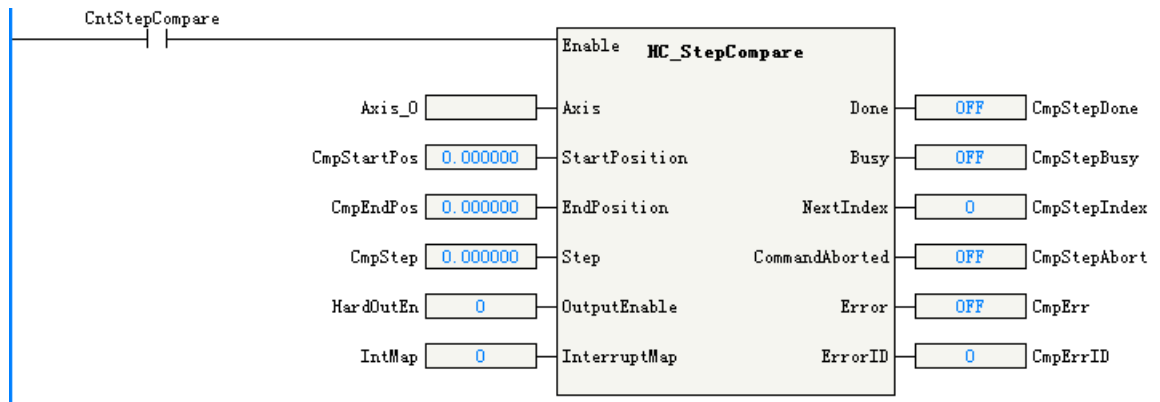 CntStepCompare
Enable HC_StepCompare
Axis_0 Axis Done OFF CmpStepDone
CmpStartPos 0.000000 StartPosition Busy OFF CmpStepBusy
CmpEndPos 0.000000 EndPosition NextIndex 0 CmpStepIndex
CmpStep 0.000000 Step CommandAborted OFF CmpStepAbort
HardOutEn 0 OutputEnable Error OFF CmpErr
IntMap 0 InterruptMap ErrorID 0 CmpErrID